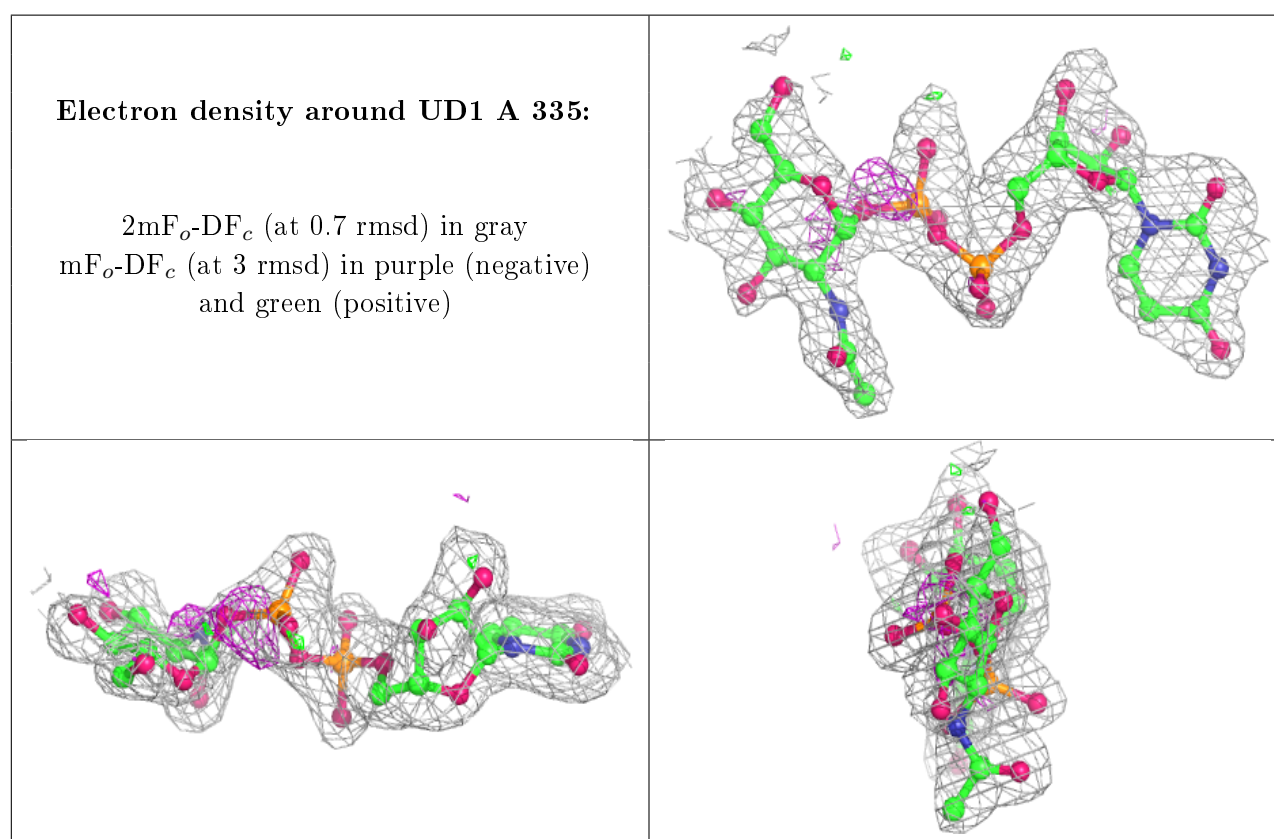 Electron density around UD1 A 335:
2mFₒ-DF𝒸 (at 0.7 rmsd) in gray
mFₒ-DF𝒸 (at 3 rmsd) in purple (negative)
and green (positive)